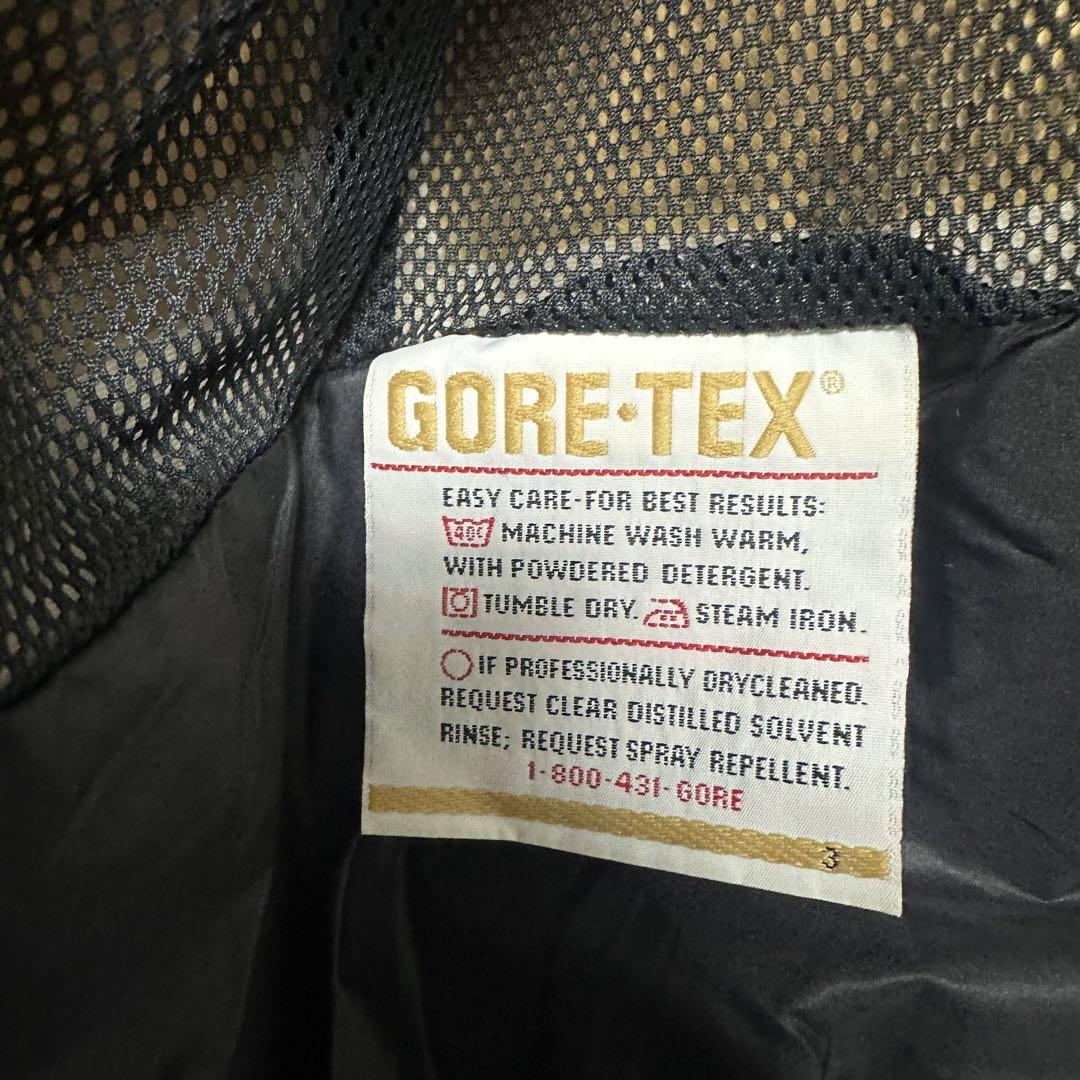 GORE-TEX®
EASY CARE-FOR BEST RESULTS:
40C MACHINE WASH WARM,
WITH POWDERED DETERGENT.
TUMBLE DRY. STEAM IRON.
IF PROFESSIONALLY DRYCLEANED.
REQUEST CLEAR DISTILLED SOLVENT
RINSE; REQUEST SPRAY REPELLENT.
1-800-431-GORE
3